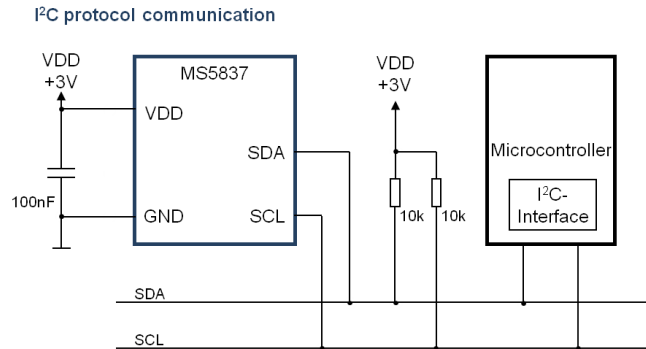 I²C protocol communication
VDD
+3V
MS5837
VDD
SDA
100nF
GND
SCL
VDD
+3V
10k
10k
Microcontroller
I²C-
Interface
SDA
SCL